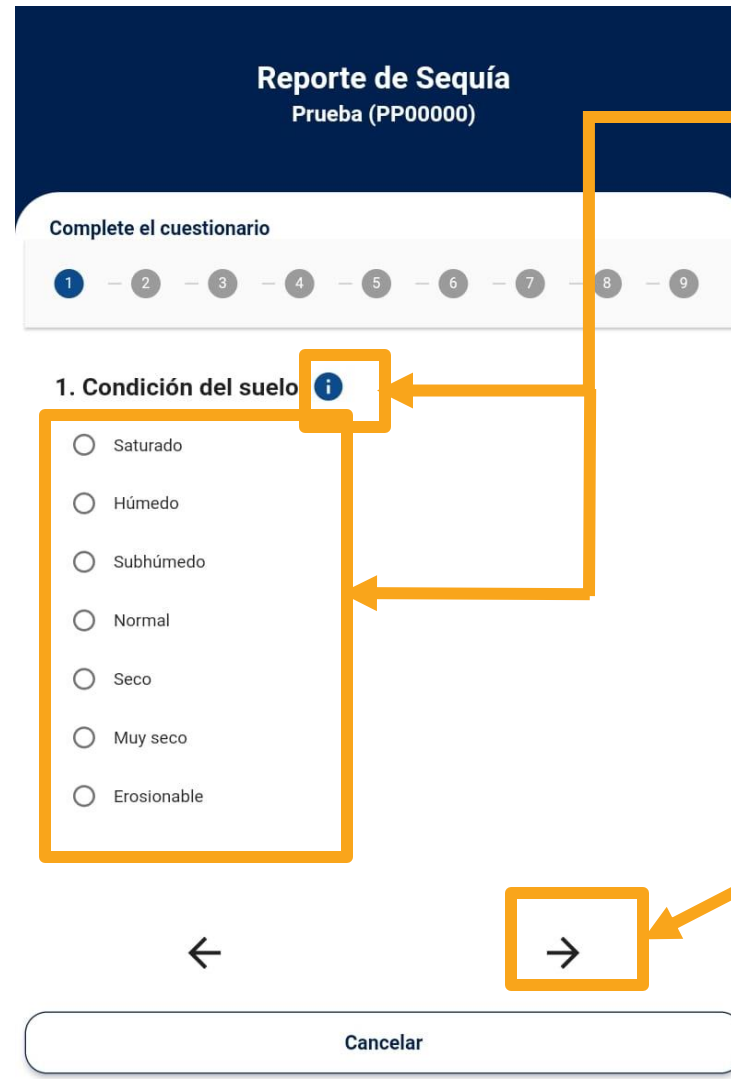 Reporte de Sequía
Prueba (PP00000)
Complete el cuestionario
1 2 3 4 5 6 7 8 9
1. Condición del suelo
Saturado
Húmedo
Subhúmedo
Normal
Seco
Muy seco
Erosionable
Cancelar